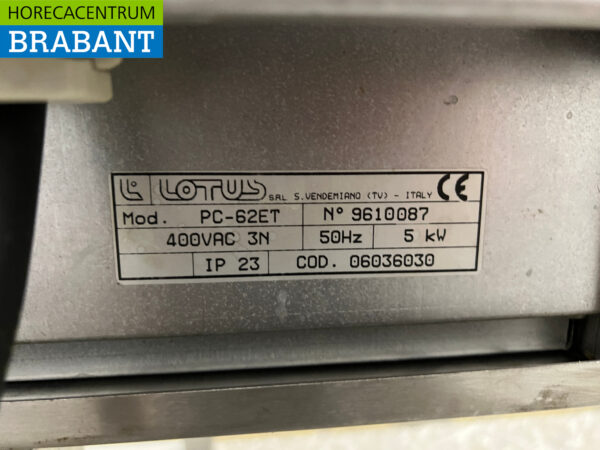 HORECACENTRUM
BRABANT
LOTUS SRL S.VENDEMIANO (TV) - ITALY CE
Mod. PC-62ET N° 9610087
400VAC 3N 50Hz 5 kW
IP 23 COD. 06036030